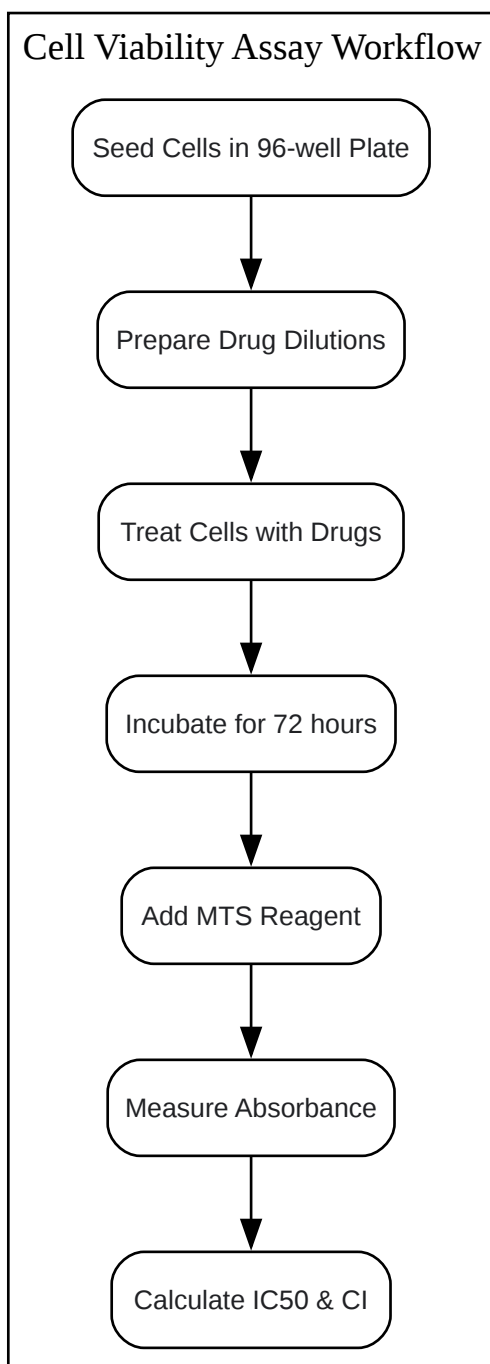 Cell Viability Assay Workflow
Seed Cells in 96-well Plate
Prepare Drug Dilutions
Treat Cells with Drugs
Incubate for 72 hours
Add MTS Reagent
Measure Absorbance
Calculate IC50 & CI